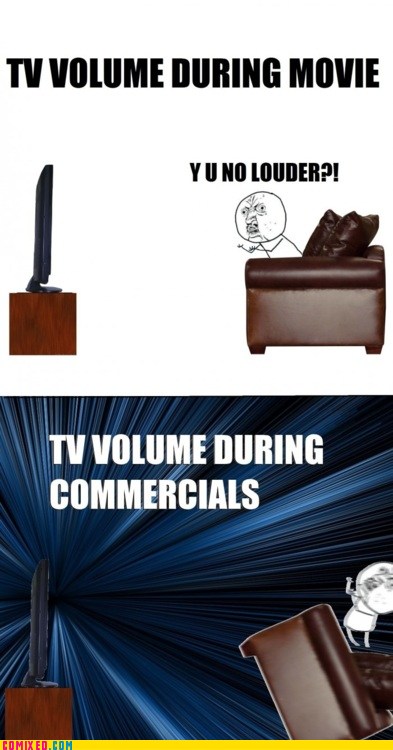 TV VOLUME DURING MOVIE
Y U NO LOUDER?!
TV VOLUME DURING
COMMERCIALS
COMIXED.COM